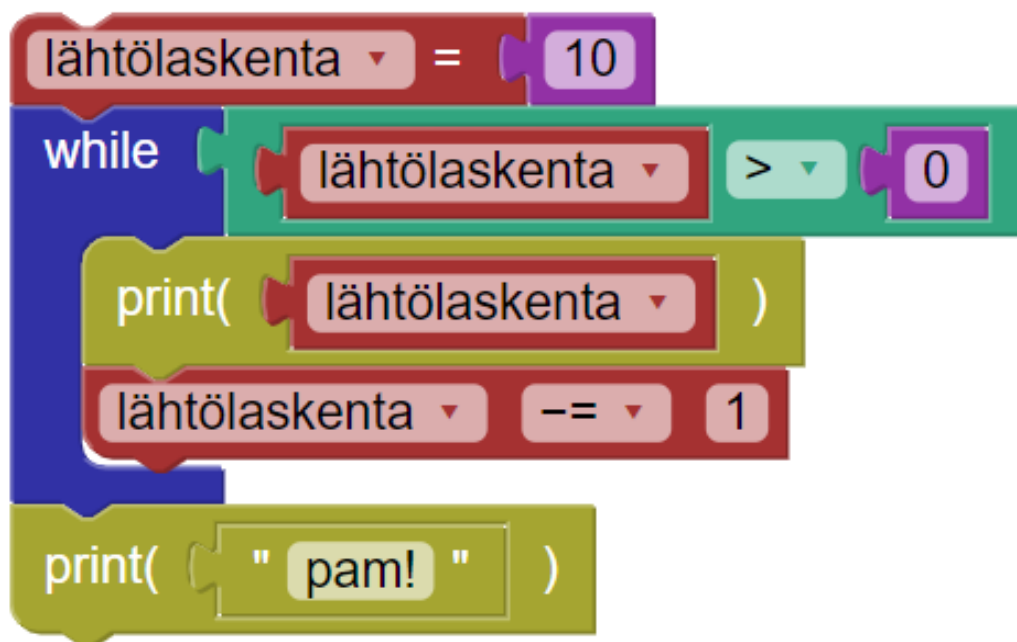 lähtölaskenta = 10
while lähtölaskenta > 0
print( lähtölaskenta )
lähtölaskenta −= 1
print( " pam! " )